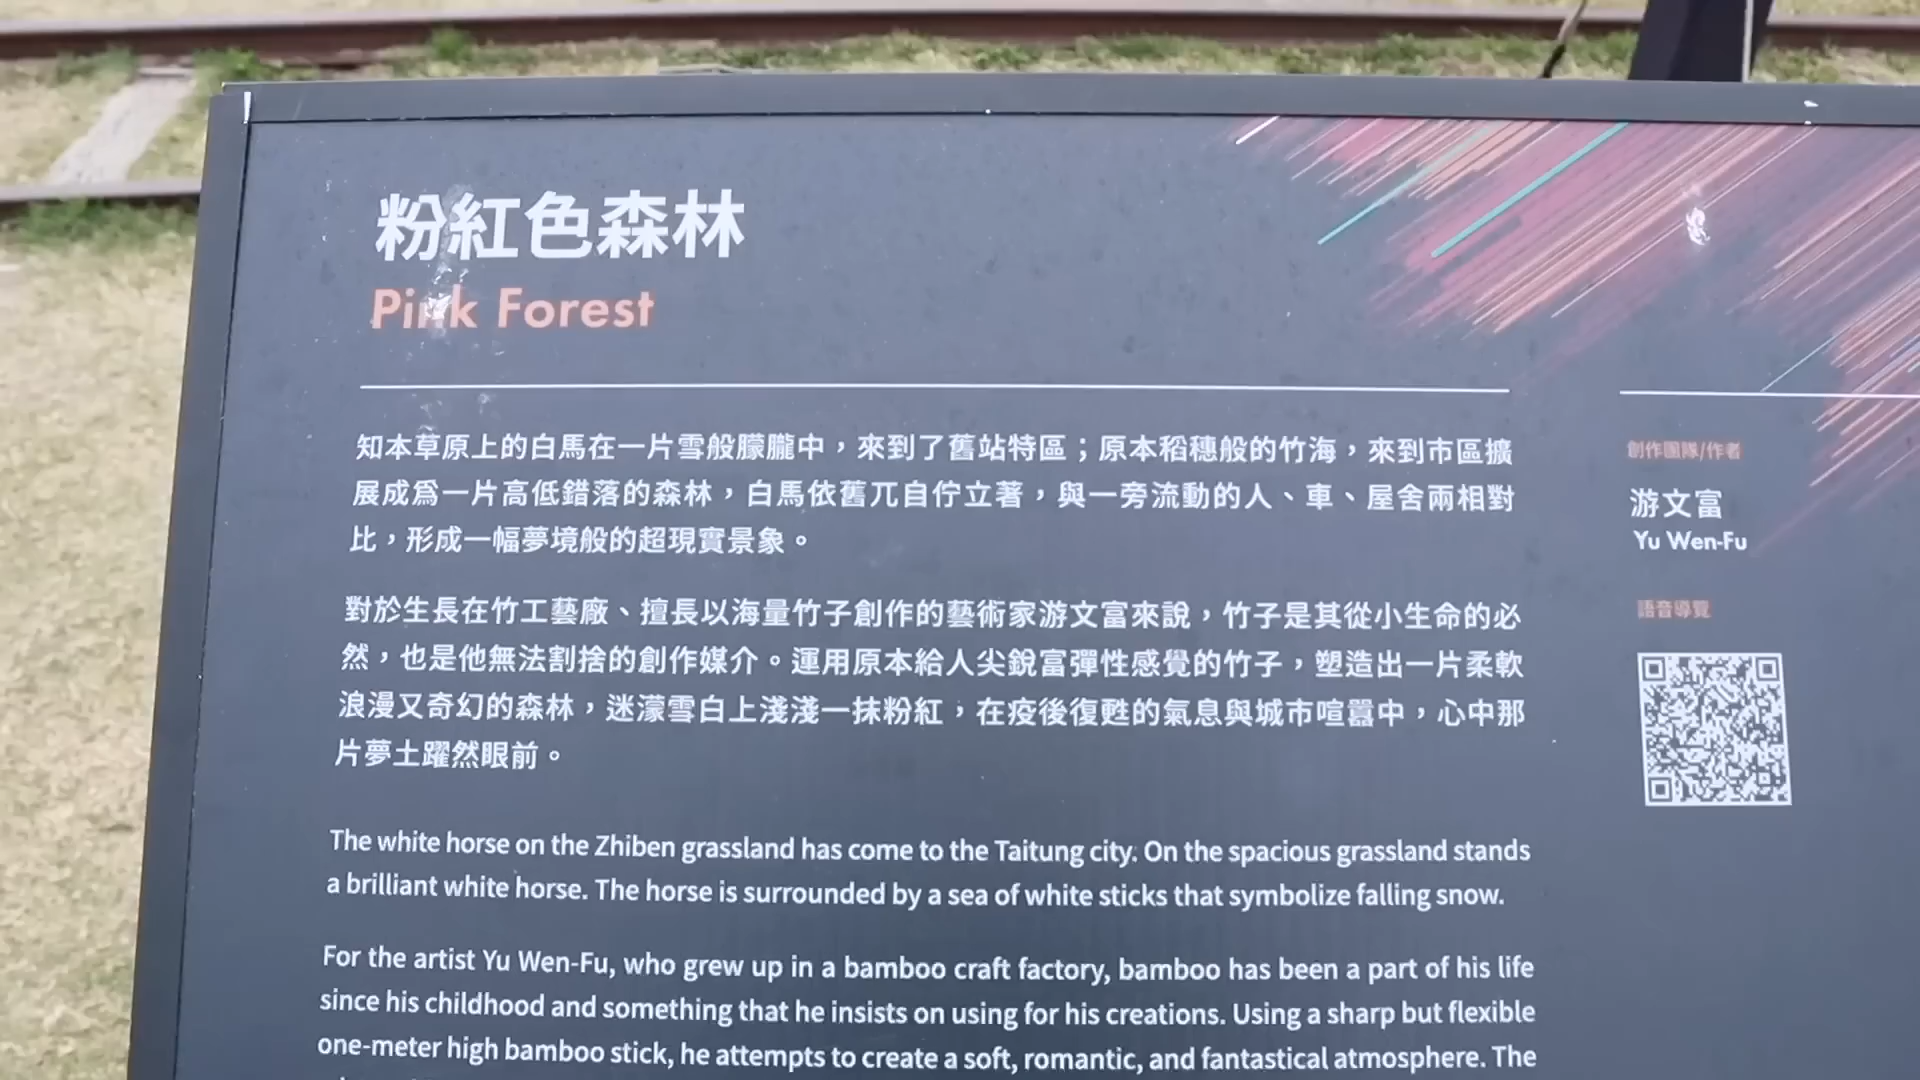 粉紅色森林
Pink Forest
知本草原上的白馬在一片雪般朦朧中，來到了舊站特區；原本稻穗般的竹海，來到市區擴
展成為一片高低錯落的森林，白馬依舊兀自佇立著，與一旁流動的人、車、屋舍兩相對
比，形成一幅夢境般的超現實景象。
對於生長在竹工藝廠、擅長以海量竹子創作的藝術家游文富來說，竹子是其從小生命的必
然，也是他無法割捨的創作媒介。運用原本給人尖銳富彈性感覺的竹子，塑造出一片柔軟
浪漫又奇幻的森林，迷濛雪白上淺淺一抹粉紅，在疫後復甦的氣息與城市喧囂中，心中那
片夢土躍然眼前。
The white horse on the Zhiben grassland has come to the Taitung city. On the spacious grassland stands
a brilliant white horse. The horse is surrounded by a sea of white sticks that symbolize falling snow.
For the artist Yu Wen-Fu, who grew up in a bamboo craft factory, bamboo has been a part of his life
since his childhood and something that he insists on using for his creations. Using a sharp but flexible
one-meter high bamboo stick, he attempts to create a soft, romantic, and fantastical atmosphere. The
創作團隊/作者
游文富
Yu Wen-Fu
語音導覽